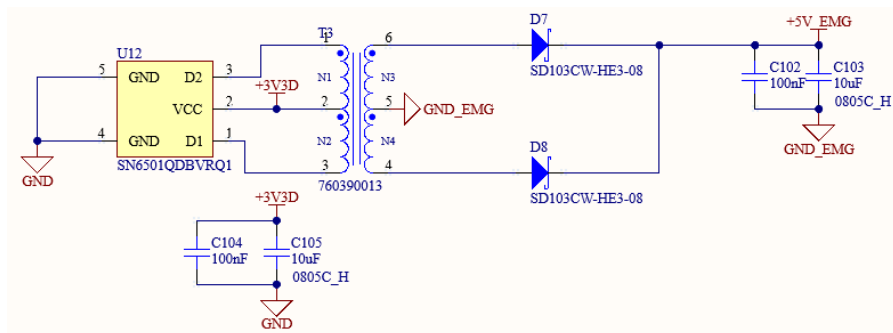 U12
5
GND
D2
3
VCC
2
4
GND
D1
1
SN6501QDBVRQ1
GND
+3V3D
T3
1
N1
2
N2
3
6
N3
5
GND_EMG
N4
4
760390013
D7
SD103CW-HE3-08
D8
SD103CW-HE3-08
+5V_EMG
C102
100nF
C103
10uF
0805C_H
GND_EMG
+3V3D
C104
100nF
C105
10uF
0805C_H
GND